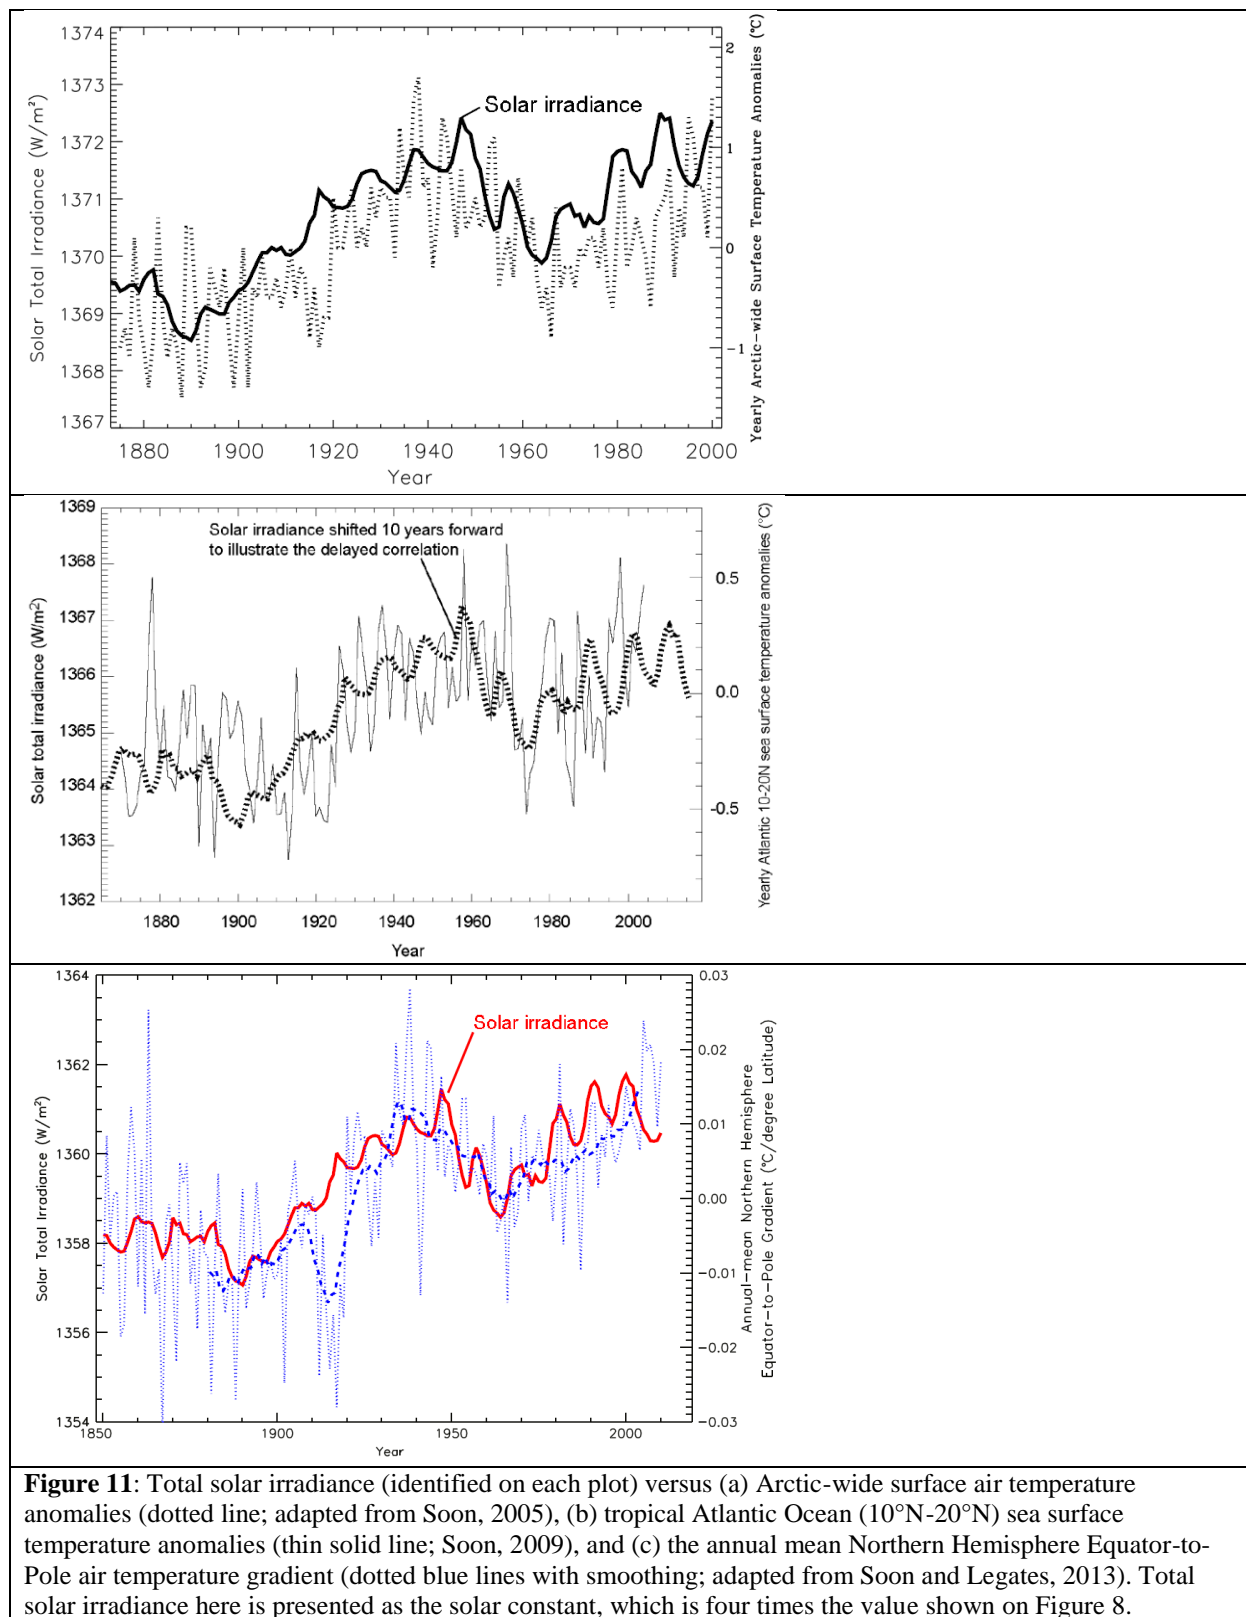 1374
1373
1372
1371
1370
1369
1368
1367
Solar Total Irradiance (W/m²)
Solar irradiance
2
1
0
−1
Yearly Arctic−wide Surface Temperature Anomalies (°C)
1880 1900 1920 1940 1960 1980 2000
Year
1369
1368
1367
1366
1365
1364
1363
1362
Solar total irradiance (W/m²)
Solar irradiance shifted 10 years forward
to illustrate the delayed correlation
0.5
0.0
-0.5
Yearly Atlantic 10-20N sea surface temperature anomalies (°C)
1880 1900 1920 1940 1960 1980 2000
Year
1364
1362
1360
1358
1356
1354
Solar Total Irradiance (W/m²)
Solar irradiance
0.03
0.02
0.01
0.00
−0.01
−0.02
−0.03
Annual−mean Northern Hemisphere
Equator−to−Pole Gradient (°C/degree Latitude)
1850 1900 1950 2000
Year
Figure 11: Total solar irradiance (identified on each plot) versus (a) Arctic-wide surface air temperature
anomalies (dotted line; adapted from Soon, 2005), (b) tropical Atlantic Ocean (10°N-20°N) sea surface
temperature anomalies (thin solid line; Soon, 2009), and (c) the annual mean Northern Hemisphere Equator-to-
Pole air temperature gradient (dotted blue lines with smoothing; adapted from Soon and Legates, 2013). Total
solar irradiance here is presented as the solar constant, which is four times the value shown on Figure 8.